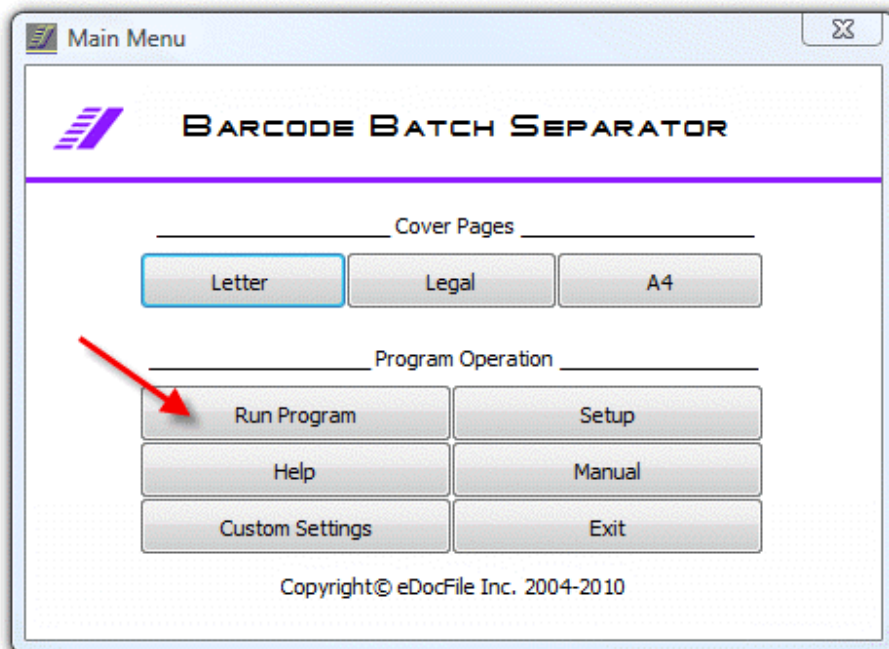 Main Menu
BARCODE BATCH SEPARATOR
Cover Pages
Letter Legal A4
Program Operation
Run Program Setup
Help Manual
Custom Settings Exit
Copyright© eDocFile Inc. 2004-2010